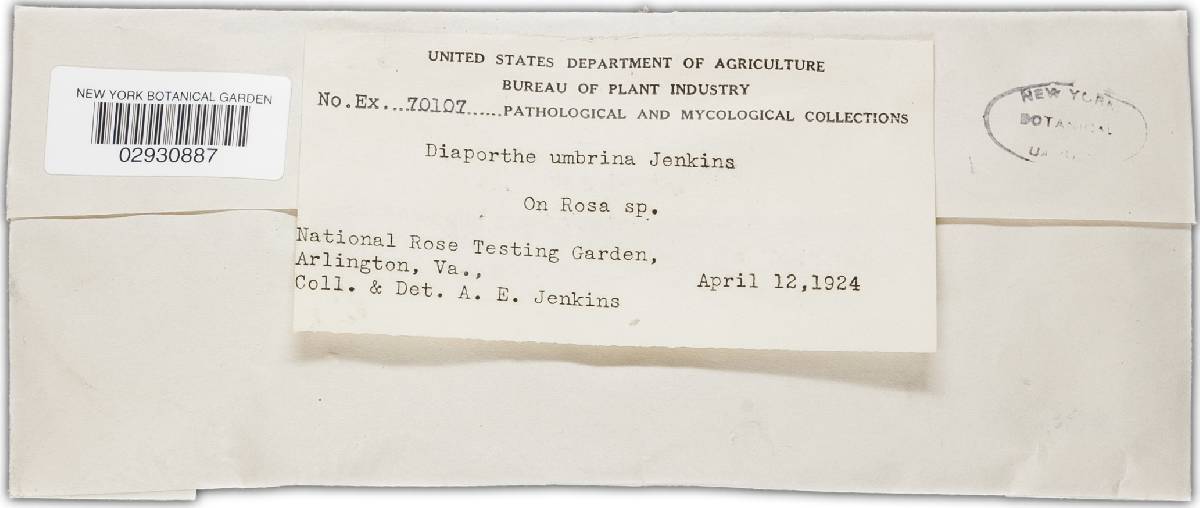 UNITED STATES DEPARTMENT OF AGRICULTURE
BUREAU OF PLANT INDUSTRY
No.Ex...70107......PATHOLOGICAL AND MYCOLOGICAL COLLECTIONS
Diaporthe umbrina Jenkins
On Rosa sp.
National Rose Testing Garden,
Arlington, Va.,
April 12,1924
Coll. & Det. A. E. Jenkins
NEW YORK BOTANICAL GARDEN
02930887
NEW YORK
BOTANICAL